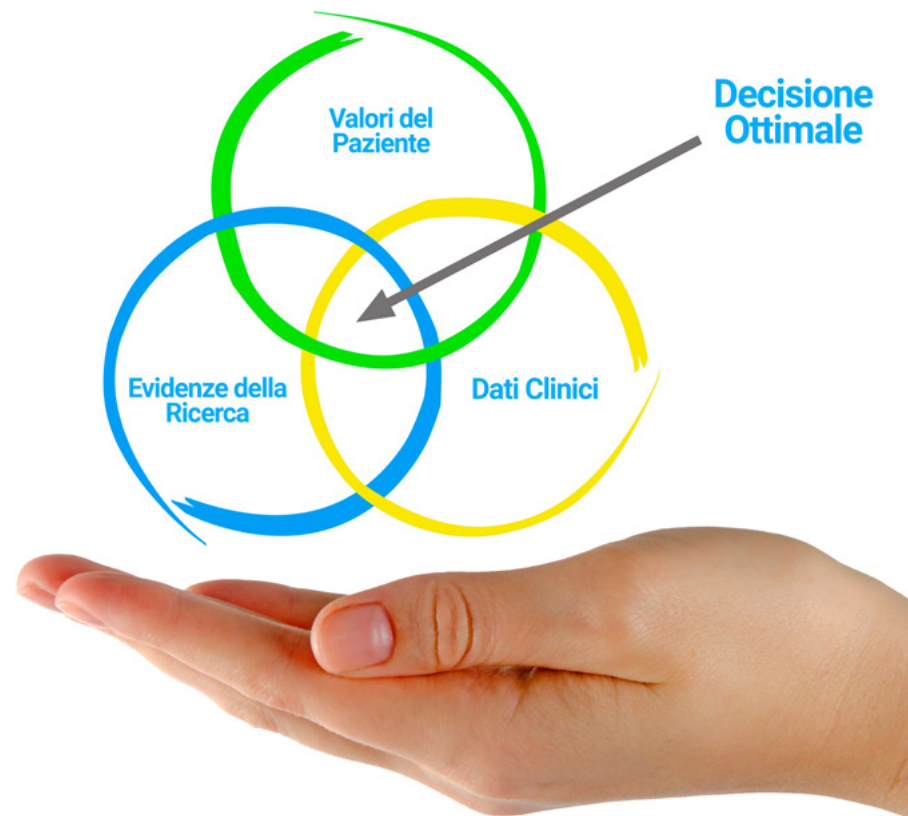 Valori del
Paziente
Decisione
Ottimale
Evidenze della
Ricerca
Dati Clinici